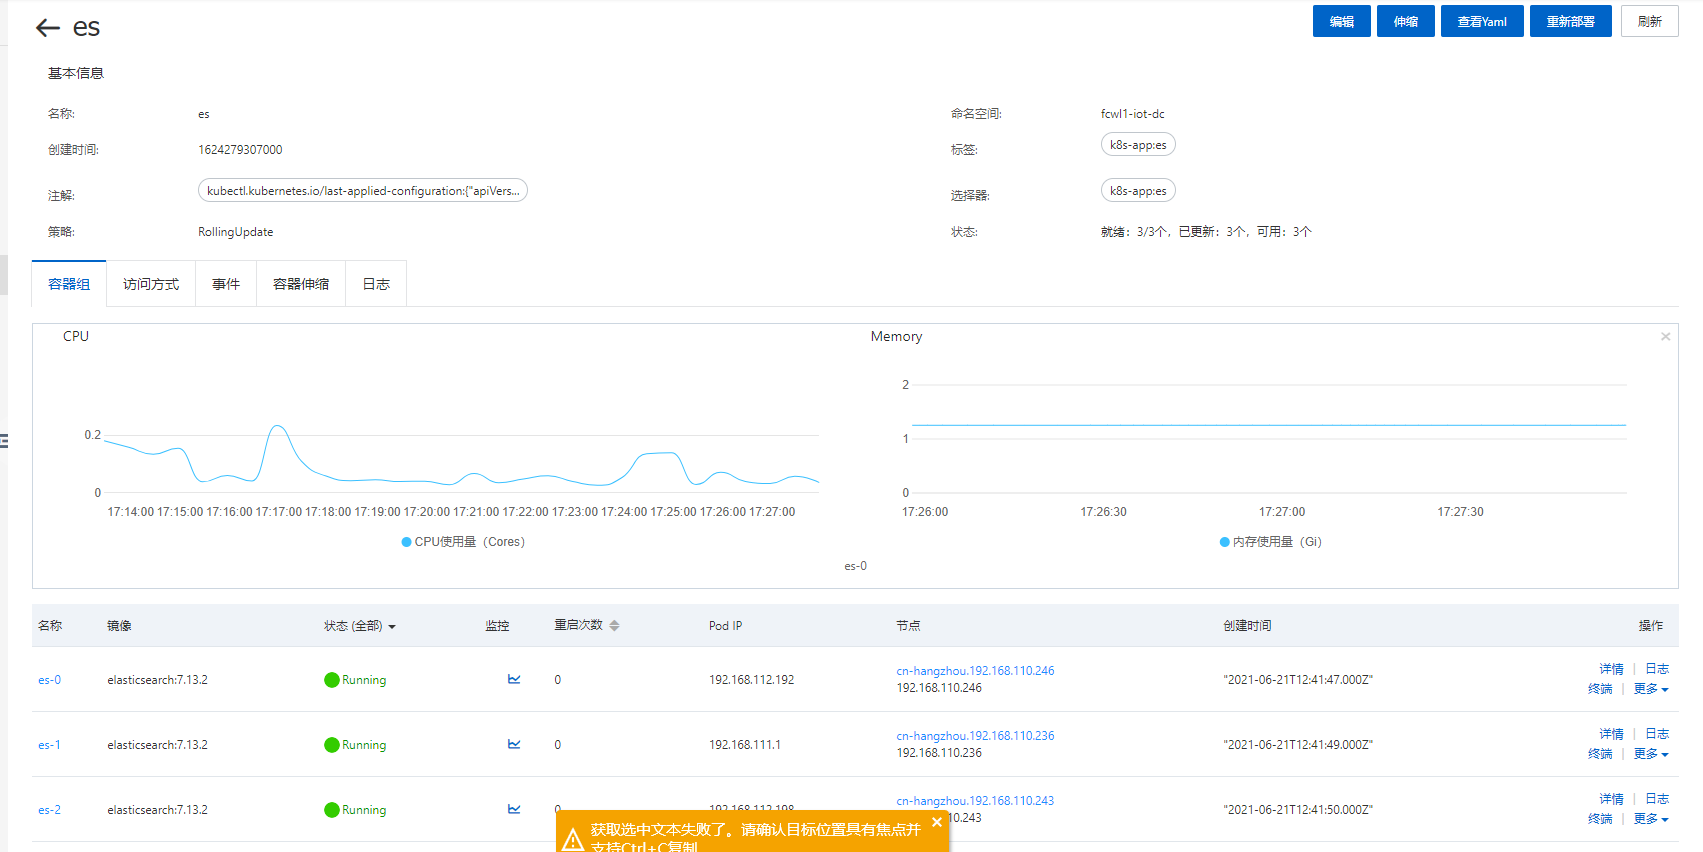 es
编辑 伸缩 查看Yaml 重新部署 刷新
基本信息
名称: es 命名空间: fcwl1-iot-dc
创建时间: 1624279307000 标签: k8s-app:es
注解: kubectl.kubernetes.io/last-applied-configuration:{"apiVers... 选择器: k8s-app:es
策略: RollingUpdate 状态: 就绪：3/3个，已更新：3个，可用：3个
容器组 访问方式 事件 容器伸缩 日志
CPU Memory
2
0.2 1
0 0
17:14:00 17:15:00 17:16:00 17:17:00 17:18:00 17:19:00 17:20:00 17:21:00 17:22:00 17:23:00 17:24:00 17:25:00 17:26:00 17:27:00 17:26:00 17:26:30 17:27:00 17:27:30
CPU使用量（Cores） 内存使用量（Gi）
es-0
名称 镜像 状态 (全部) 监控 重启次数 Pod IP 节点 创建时间 操作
es-0 elasticsearch:7.13.2 Running 0 192.168.112.192 cn-hangzhou.192.168.110.246 "2021-06-21T12:41:47.000Z" 详情 | 日志
192.168.110.246 终端 | 更多
es-1 elasticsearch:7.13.2 Running 0 192.168.111.1 cn-hangzhou.192.168.110.236 "2021-06-21T12:41:49.000Z" 详情 | 日志
192.168.110.236 终端 | 更多
es-2 elasticsearch:7.13.2 Running 0 192.168.112.198 cn-hangzhou.192.168.110.243 "2021-06-21T12:41:50.000Z" 详情 | 日志
10.243 终端 | 更多
获取选中文本失败了。请确认目标位置具有焦点并
支持Ctrl+C复制